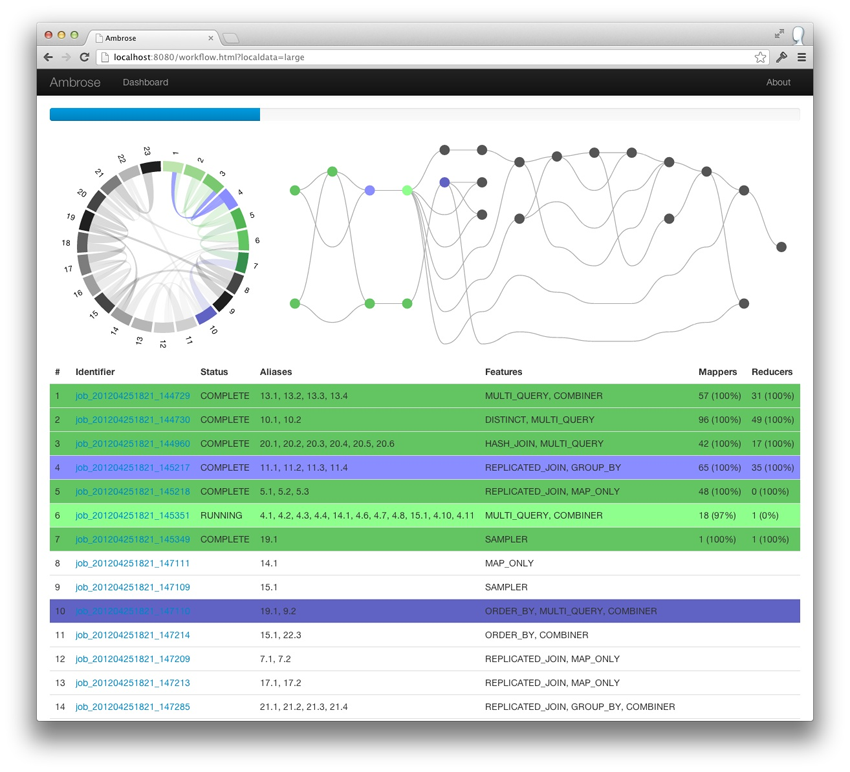 Ambrose
localhost:8080/workflow.html?localdata=large
Ambrose Dashboard About
1
2
3
4
5
6
7
8
9
10
11
12
13
14
15
16
17
18
19
20
21
22
23
# Identifier Status Aliases Features Mappers Reducers
1 job_201204251821_144729 COMPLETE 13.1, 13.2, 13.3, 13.4 MULTI_QUERY, COMBINER 57 (100%) 31 (100%)
2 job_201204251821_144730 COMPLETE 10.1, 10.2 DISTINCT, MULTI_QUERY 96 (100%) 49 (100%)
3 job_201204251821_144960 COMPLETE 20.1, 20.2, 20.3, 20.4, 20.5, 20.6 HASH_JOIN, MULTI_QUERY 42 (100%) 17 (100%)
4 job_201204251821_145217 COMPLETE 11.1, 11.2, 11.3, 11.4 REPLICATED_JOIN, GROUP_BY 65 (100%) 35 (100%)
5 job_201204251821_145218 COMPLETE 5.1, 5.2, 5.3 REPLICATED_JOIN, MAP_ONLY 48 (100%) 0 (100%)
6 job_201204251821_145351 RUNNING 4.1, 4.2, 4.3, 4.4, 14.1, 4.6, 4.7, 4.8, 15.1, 4.10, 4.11 MULTI_QUERY, COMBINER 18 (97%) 1 (0%)
7 job_201204251821_145349 COMPLETE 19.1 SAMPLER 1 (100%) 1 (100%)
8 job_201204251821_147111 14.1 MAP_ONLY
9 job_201204251821_147109 15.1 SAMPLER
10 19.1, 9.2 ORDER_BY, MULTI_QUERY, COMBINER
11 job_201204251821_147214 15.1, 22.3 ORDER_BY, COMBINER
12 job_201204251821_147209 7.1, 7.2 REPLICATED_JOIN, MAP_ONLY
13 job_201204251821_147213 17.1, 17.2 REPLICATED_JOIN, MAP_ONLY
14 job_201204251821_147285 21.1, 21.2, 21.3, 21.4 REPLICATED_JOIN, GROUP_BY, COMBINER